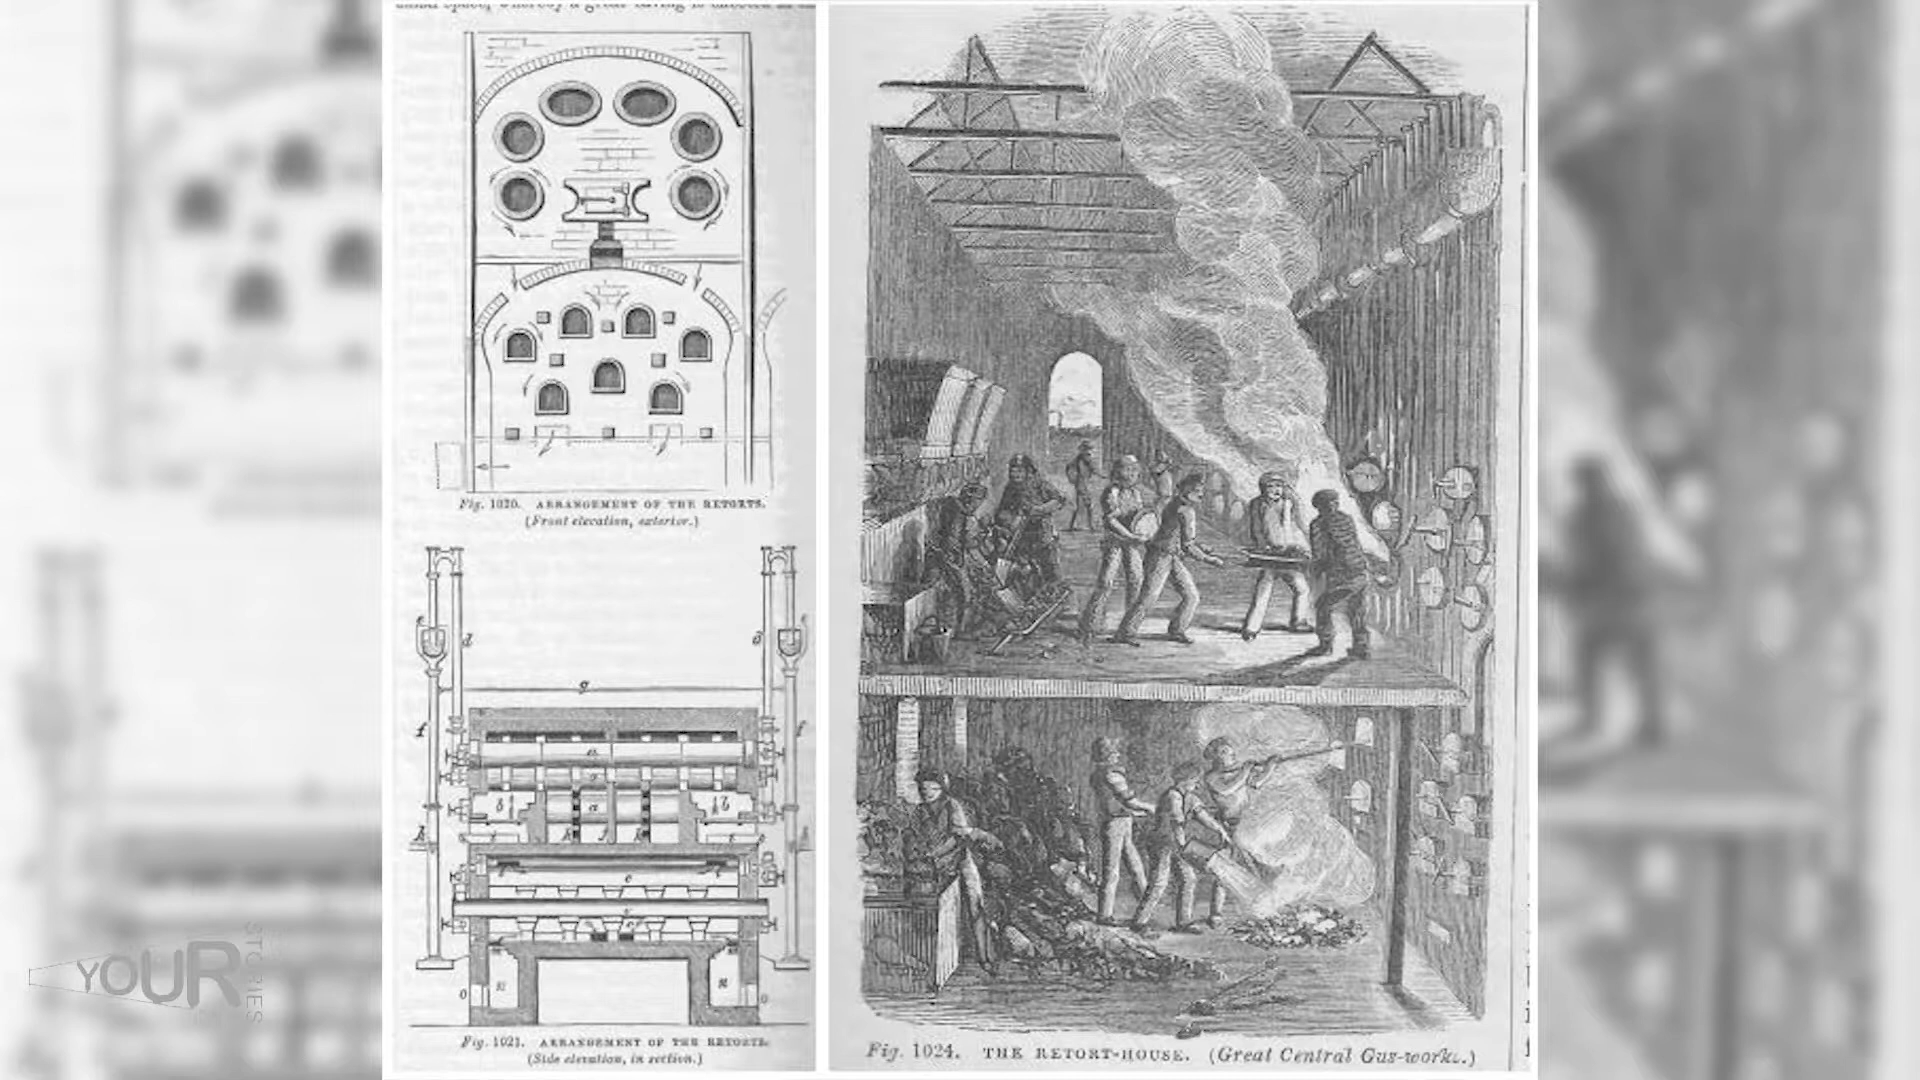 Fig. 1020. ARRANGEMENT OF THE RETORTS.
(Front elevation, exterior.)
g
d
d
e
e
f
f
a
a
b
b
h
c
n
n
o
o
Fig. 1021. ARRANGEMENT OF THE RETORTS.
(Side elevation, in section.)
Fig. 1024. THE RETORT-HOUSE. (Great Central Gas-works.)
YOUR
STORIES